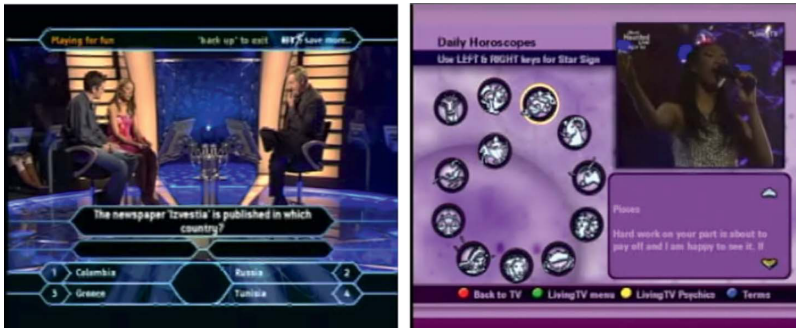 Playing for fun
'back up' to exit
save more...
The newspaper 'Izvestia' is published in which
country?
1 Colombia
Russia 2
3 Greece
Tunisia 4
Daily Horoscopes
Use LEFT & RIGHT keys for Star Sign
Pisces
Hard work on your part is about to
pay off and I am happy to see it. If
Back to TV
LivingTV menu
LivingTV Psychics
Terms